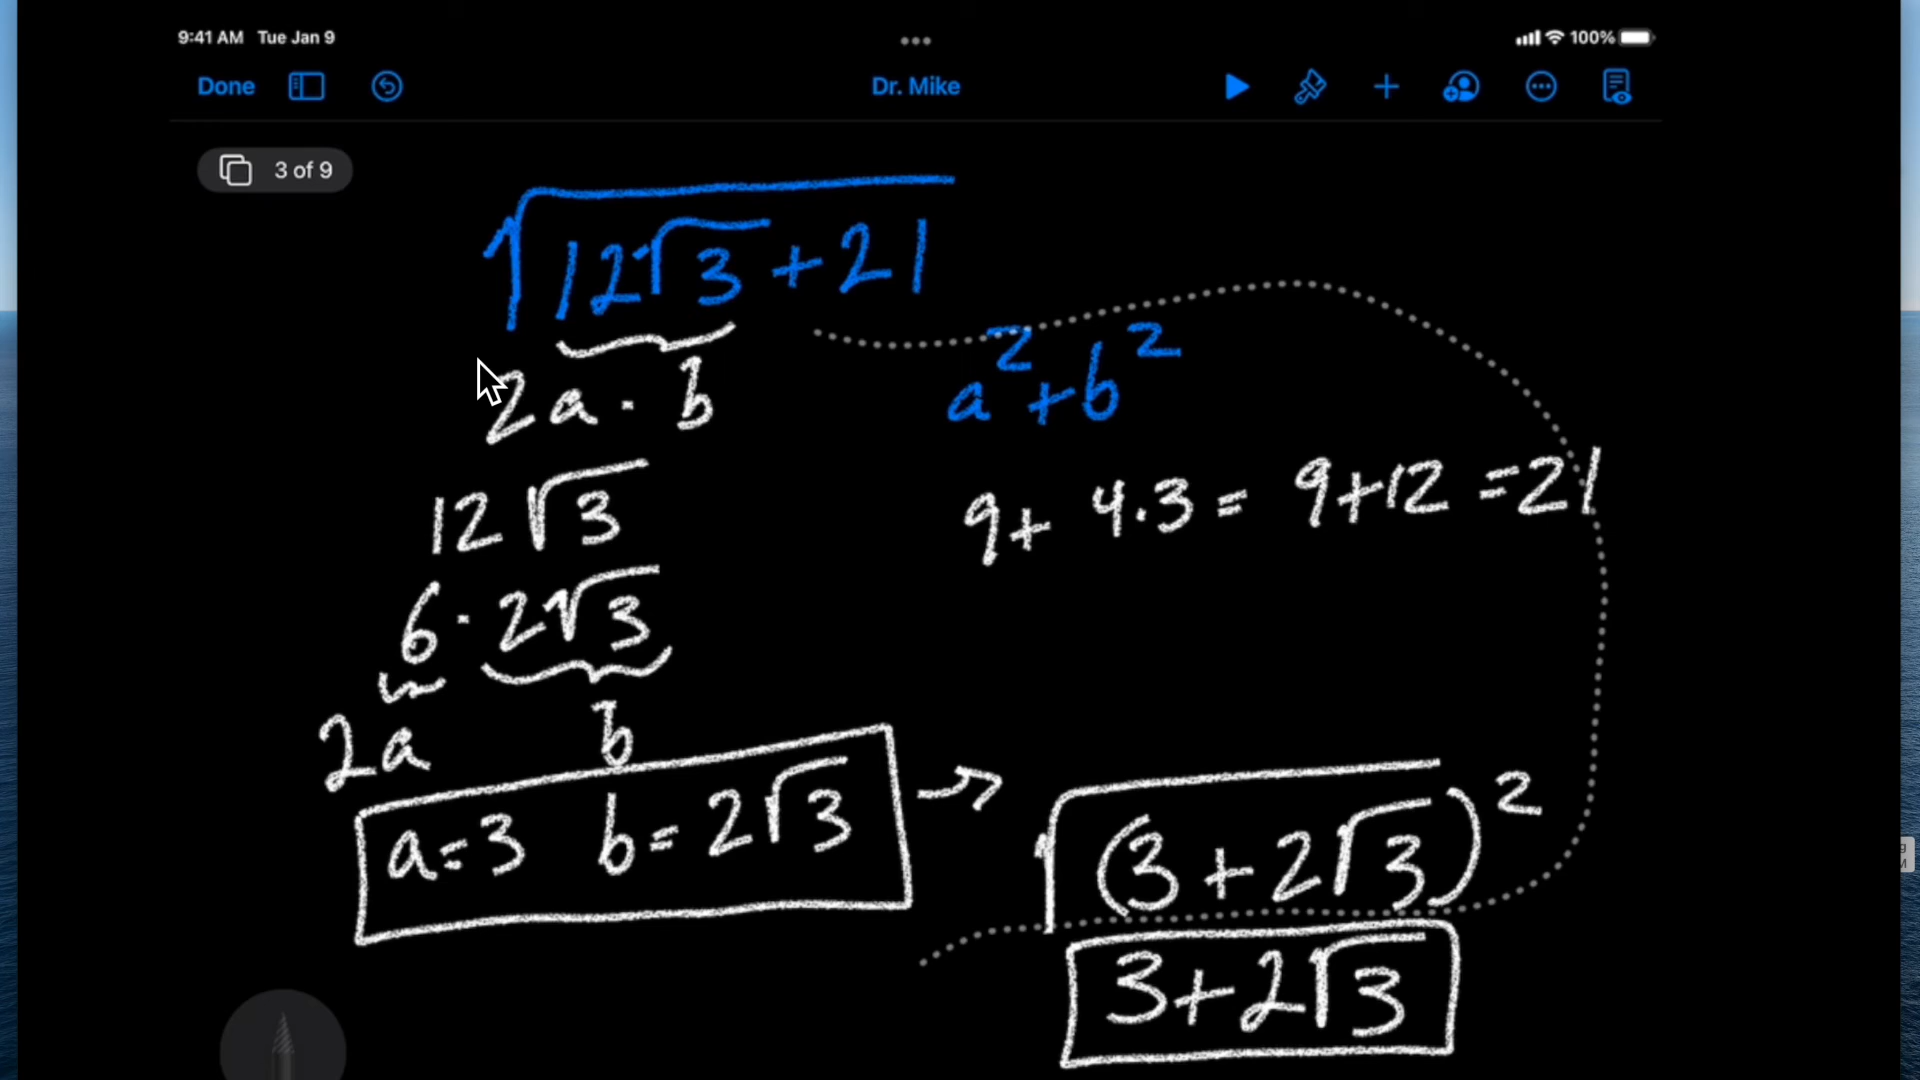 9:41 AM Tue Jan 9
100%
Done
Dr. Mike
3 of 9
√(12√3 + 21)
2a · b
a² + b²
12√3
9 + 4·3 = 9+12 = 21
6 · 2√3
2a b
a = 3 b = 2√3 →
√(3 + 2√3)²
3 + 2√3